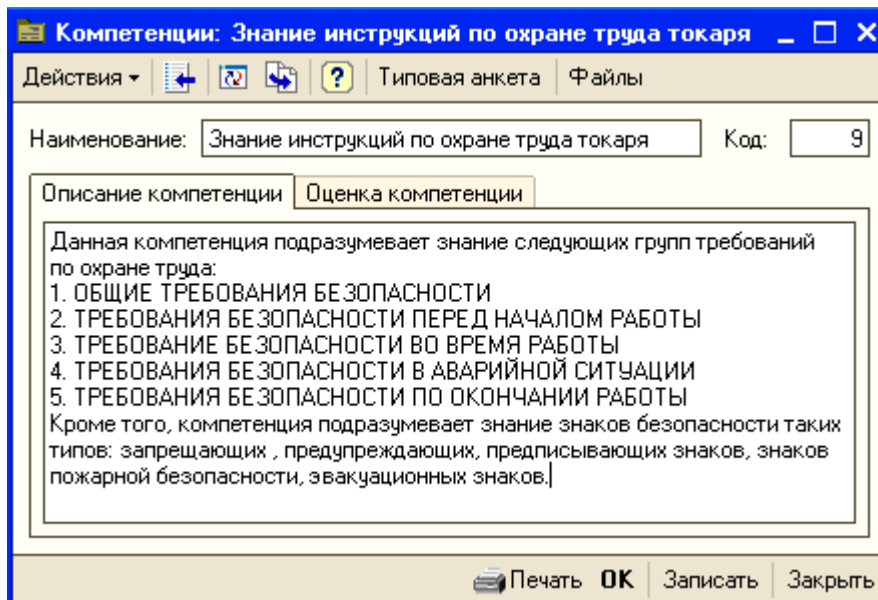 Компетенции: Знание инструкций по охране труда токаря
Действия Типовая анкета Файлы
Наименование: Знание инструкций по охране труда токаря Код: 9
Описание компетенции Оценка компетенции
Данная компетенция подразумевает знание следующих групп требований
по охране труда:
1. ОБЩИЕ ТРЕБОВАНИЯ БЕЗОПАСНОСТИ
2. ТРЕБОВАНИЯ БЕЗОПАСНОСТИ ПЕРЕД НАЧАЛОМ РАБОТЫ
3. ТРЕБОВАНИЕ БЕЗОПАСНОСТИ ВО ВРЕМЯ РАБОТЫ
4. ТРЕБОВАНИЯ БЕЗОПАСНОСТИ В АВАРИЙНОЙ СИТУАЦИИ
5. ТРЕБОВАНИЯ БЕЗОПАСНОСТИ ПО ОКОНЧАНИИ РАБОТЫ
Кроме того, компетенция подразумевает знание знаков безопасности таких
типов: запрещающих , предупреждающих, предписывающих знаков, знаков
пожарной безопасности, эвакуационных знаков.
Печать OK Записать Закрыть